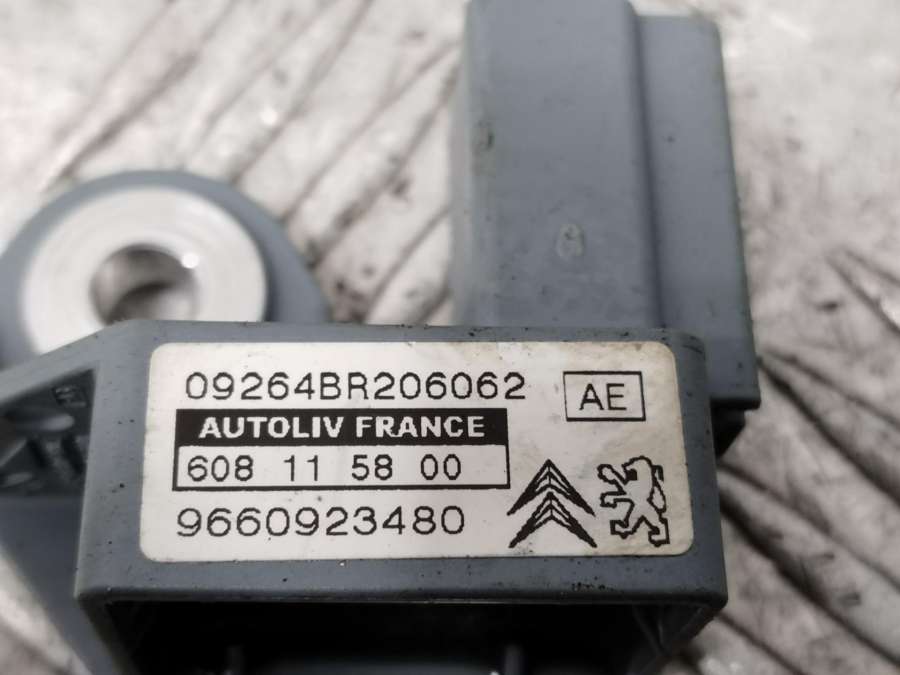 09264BR206062
AE
AUTOLIV FRANCE
608 11 58 00
9660923480